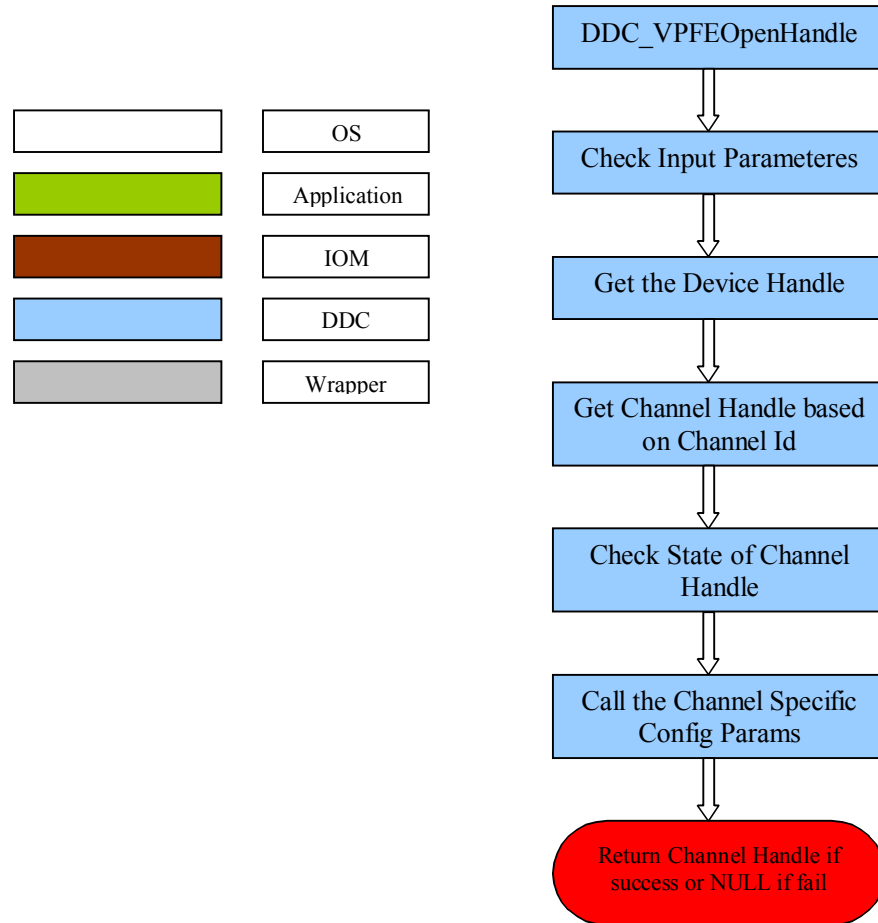 OS
Application
IOM
DDC
Wrapper
DDC_VPFEOpenHandle
Check Input Parameteres
Get the Device Handle
Get Channel Handle based
on Channel Id
Check State of Channel
Handle
Call the Channel Specific
Config Params
Return Channel Handle if
success or NULL if fail